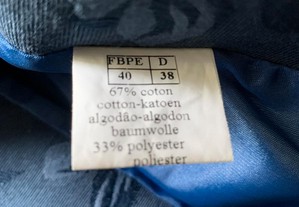 FBPE D
40 38
67% coton
cotton-katoen
algodão-algodon
baumwolle
33% polyester
poliester